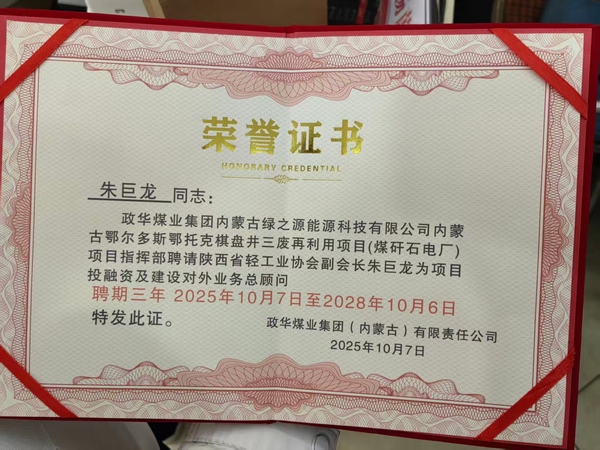 荣誉证书
HONORARY CREDENTIAL
朱巨龙 同志：
政华煤业集团内蒙古绿之源能源科技有限公司内蒙
古鄂尔多斯鄂托克棋盘井三废再利用项目(煤矸石电厂)
项目指挥部聘请陕西省轻工业协会副会长朱巨龙为项目
投融资及建设对外业务总顾问
聘期三年 2025年10月7日至2028年10月6日
特发此证。
政华煤业集团（内蒙古）有限责任公司
2025年10月7日